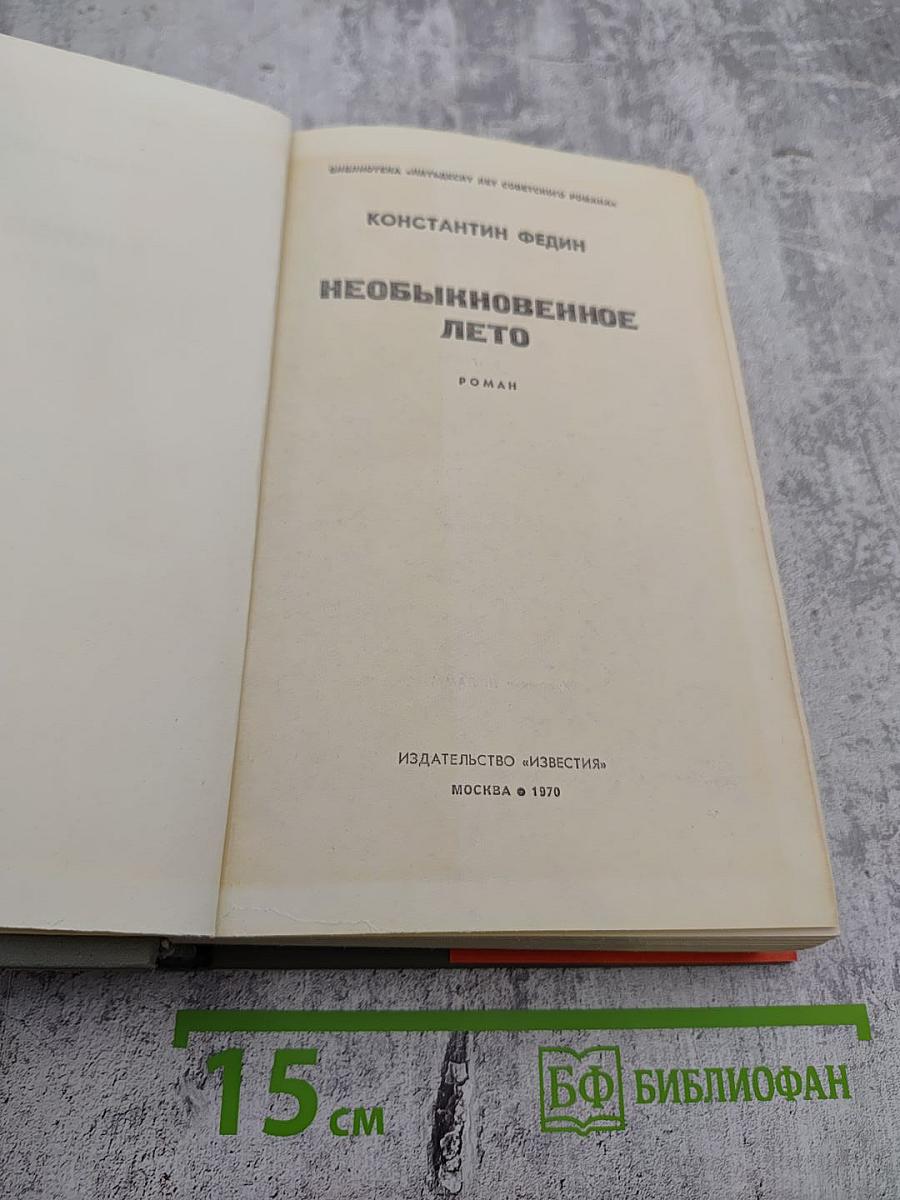 БИБЛИОТЕКА «ПЯТЬДЕСЯТ ЛЕТ СОВЕТСКОГО РОМАНА»
КОНСТАНТИН ФЕДИН
НЕОБЫКНОВЕННОЕ
ЛЕТО
РОМАН
ИЗДАТЕЛЬСТВО «ИЗВЕСТИЯ»
МОСКВА ● 1970
15 см
БФ БИБЛИОФАН